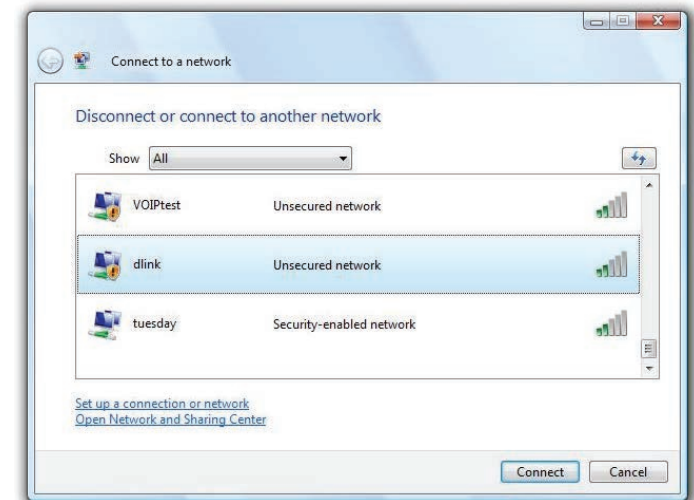 Connect to a network
Disconnect or connect to another network
Show All
VOIPtest Unsecured network
dlink Unsecured network
tuesday Security-enabled network
Set up a connection or network
Open Network and Sharing Center
Connect Cancel